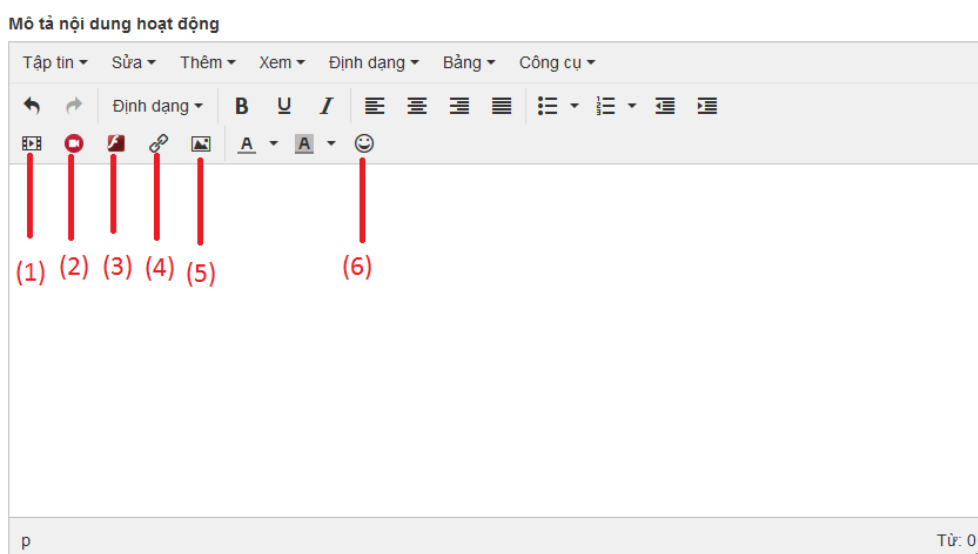 Mô tả nội dung hoạt động
Tập tin Sửa Thêm Xem Định dạng Bảng Công cụ
Định dạng B U I
A A
(1) (2) (3) (4) (5) (6)
p Từ: 0